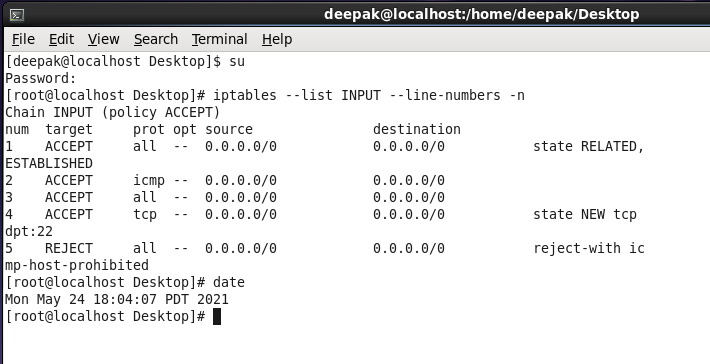 deepak@localhost:/home/deepak/Desktop
File Edit View Search Terminal Help
[deepak@localhost Desktop]$ su
Password:
[root@localhost Desktop]# iptables --list INPUT --line-numbers -n
Chain INPUT (policy ACCEPT)
num  target     prot opt source               destination
1    ACCEPT     all  --  0.0.0.0/0            0.0.0.0/0           state RELATED,
ESTABLISHED
2    ACCEPT     icmp --  0.0.0.0/0            0.0.0.0/0
3    ACCEPT     all  --  0.0.0.0/0            0.0.0.0/0
4    ACCEPT     tcp  --  0.0.0.0/0            0.0.0.0/0           state NEW tcp
dpt:22
5    REJECT     all  --  0.0.0.0/0            0.0.0.0/0           reject-with ic
mp-host-prohibited
[root@localhost Desktop]# date
Mon May 24 18:04:07 PDT 2021
[root@localhost Desktop]#